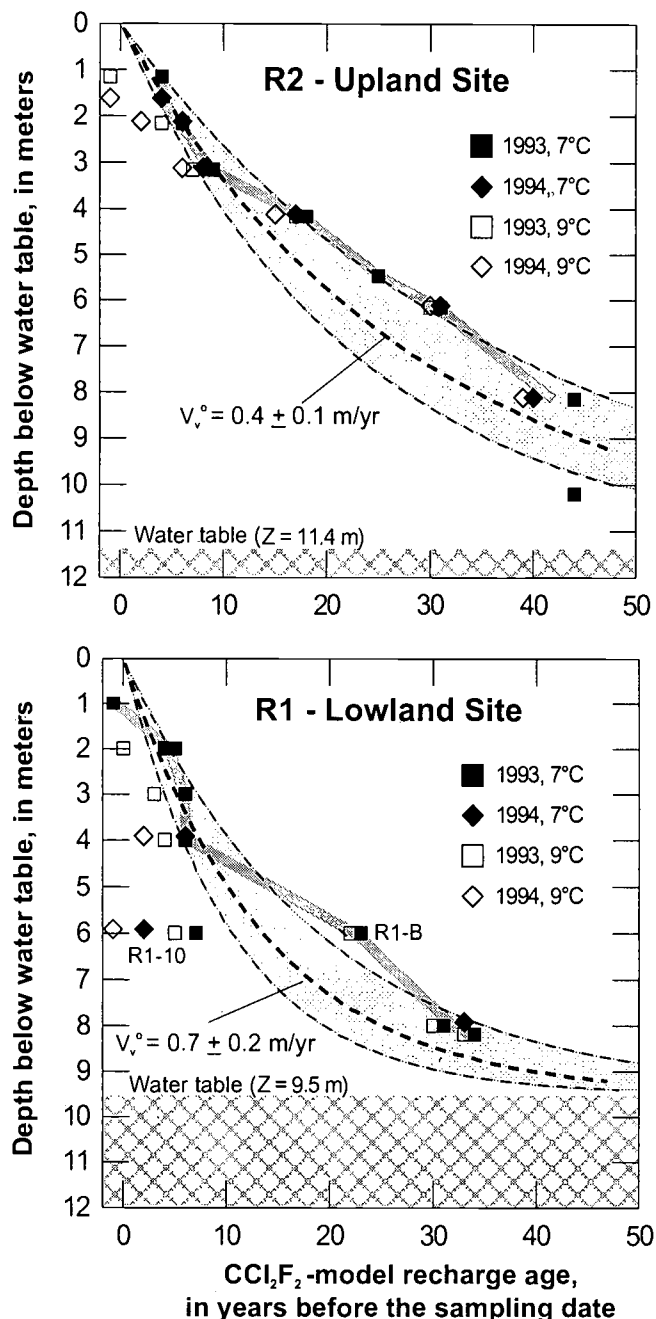 R2 - Upland Site
1993, 7°C
1994, 7°C
1993, 9°C
1994, 9°C
Vᵥ° = 0.4 ± 0.1 m/yr
Water table (Z = 11.4 m)
Depth below water table, in meters
0
1
2
3
4
5
6
7
8
9
10
11
12
0 10 20 30 40 50
R1 - Lowland Site
1993, 7°C
1994, 7°C
1993, 9°C
1994, 9°C
R1-B
R1-10
Vᵥ° = 0.7 ± 0.2 m/yr
Water table (Z = 9.5 m)
Depth below water table, in meters
0
1
2
3
4
5
6
7
8
9
10
11
12
0 10 20 30 40 50
CCl₂F₂-model recharge age,
in years before the sampling date